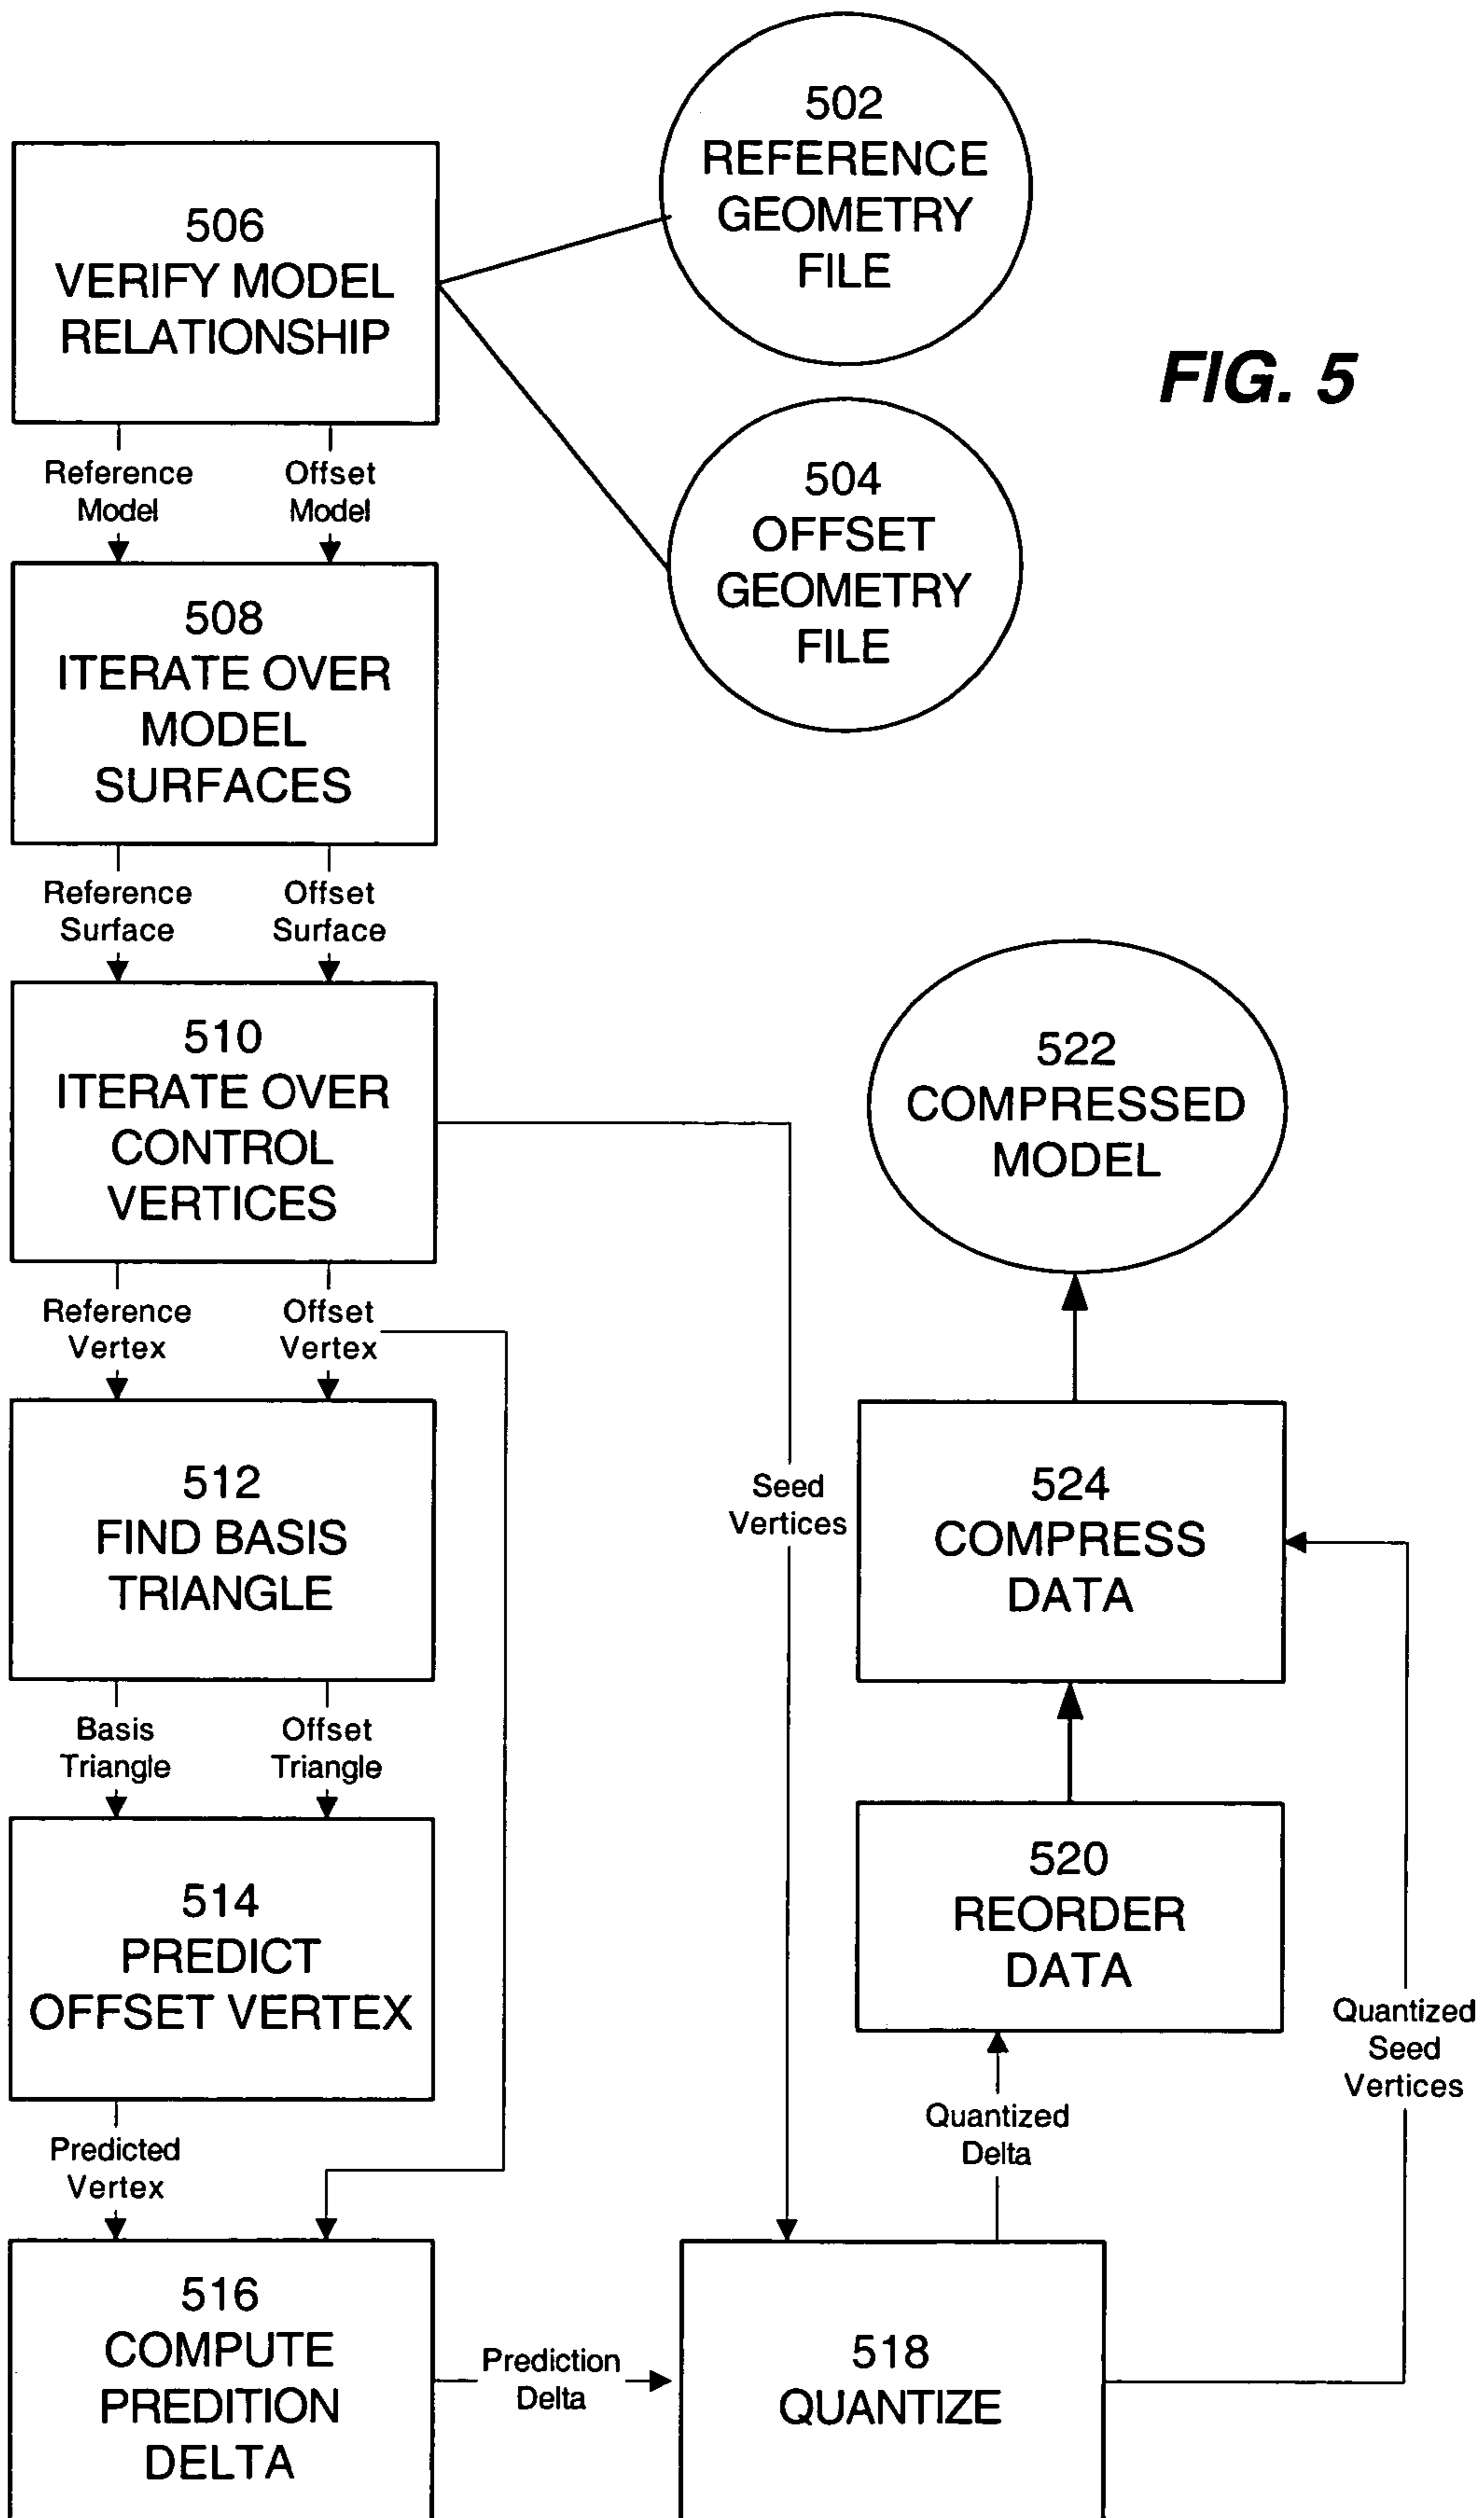 502
REFERENCE
GEOMETRY
FILE
506
VERIFY MODEL
RELATIONSHIP
FIG. 5
Reference
Model
Offset
Model
504
OFFSET
GEOMETRY
FILE
508
ITERATE OVER
MODEL
SURFACES
Reference
Surface
Offset
Surface
510
ITERATE OVER
CONTROL
VERTICES
522
COMPRESSED
MODEL
Reference
Vertex
Offset
Vertex
512
FIND BASIS
TRIANGLE
Seed
Vertices
524
COMPRESS
DATA
Basis
Triangle
Offset
Triangle
514
PREDICT
OFFSET VERTEX
520
REORDER
DATA
Quantized
Seed
Vertices
Predicted
Vertex
Quantized
Delta
516
COMPUTE
PREDITION
DELTA
Prediction
Delta
518
QUANTIZE